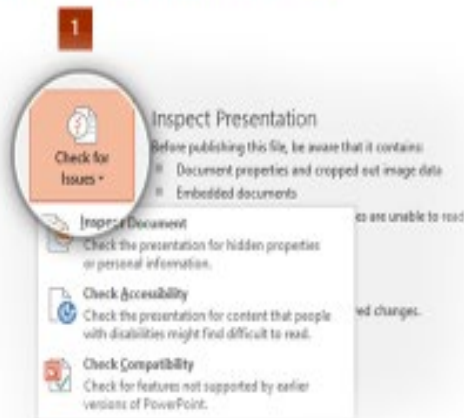 1
Check for
Issues
Inspect Presentation
Before publishing this file, be aware that it contains:
Document properties and cropped out image data
Embedded documents
es are unable to read
Inspect Document
Check the presentation for hidden properties
or personal information.
Check Accessibility
Check the presentation for content that people
with disabilities might find difficult to read.
ed changes.
Check Compatibility
Check for features not supported by earlier
versions of PowerPoint.